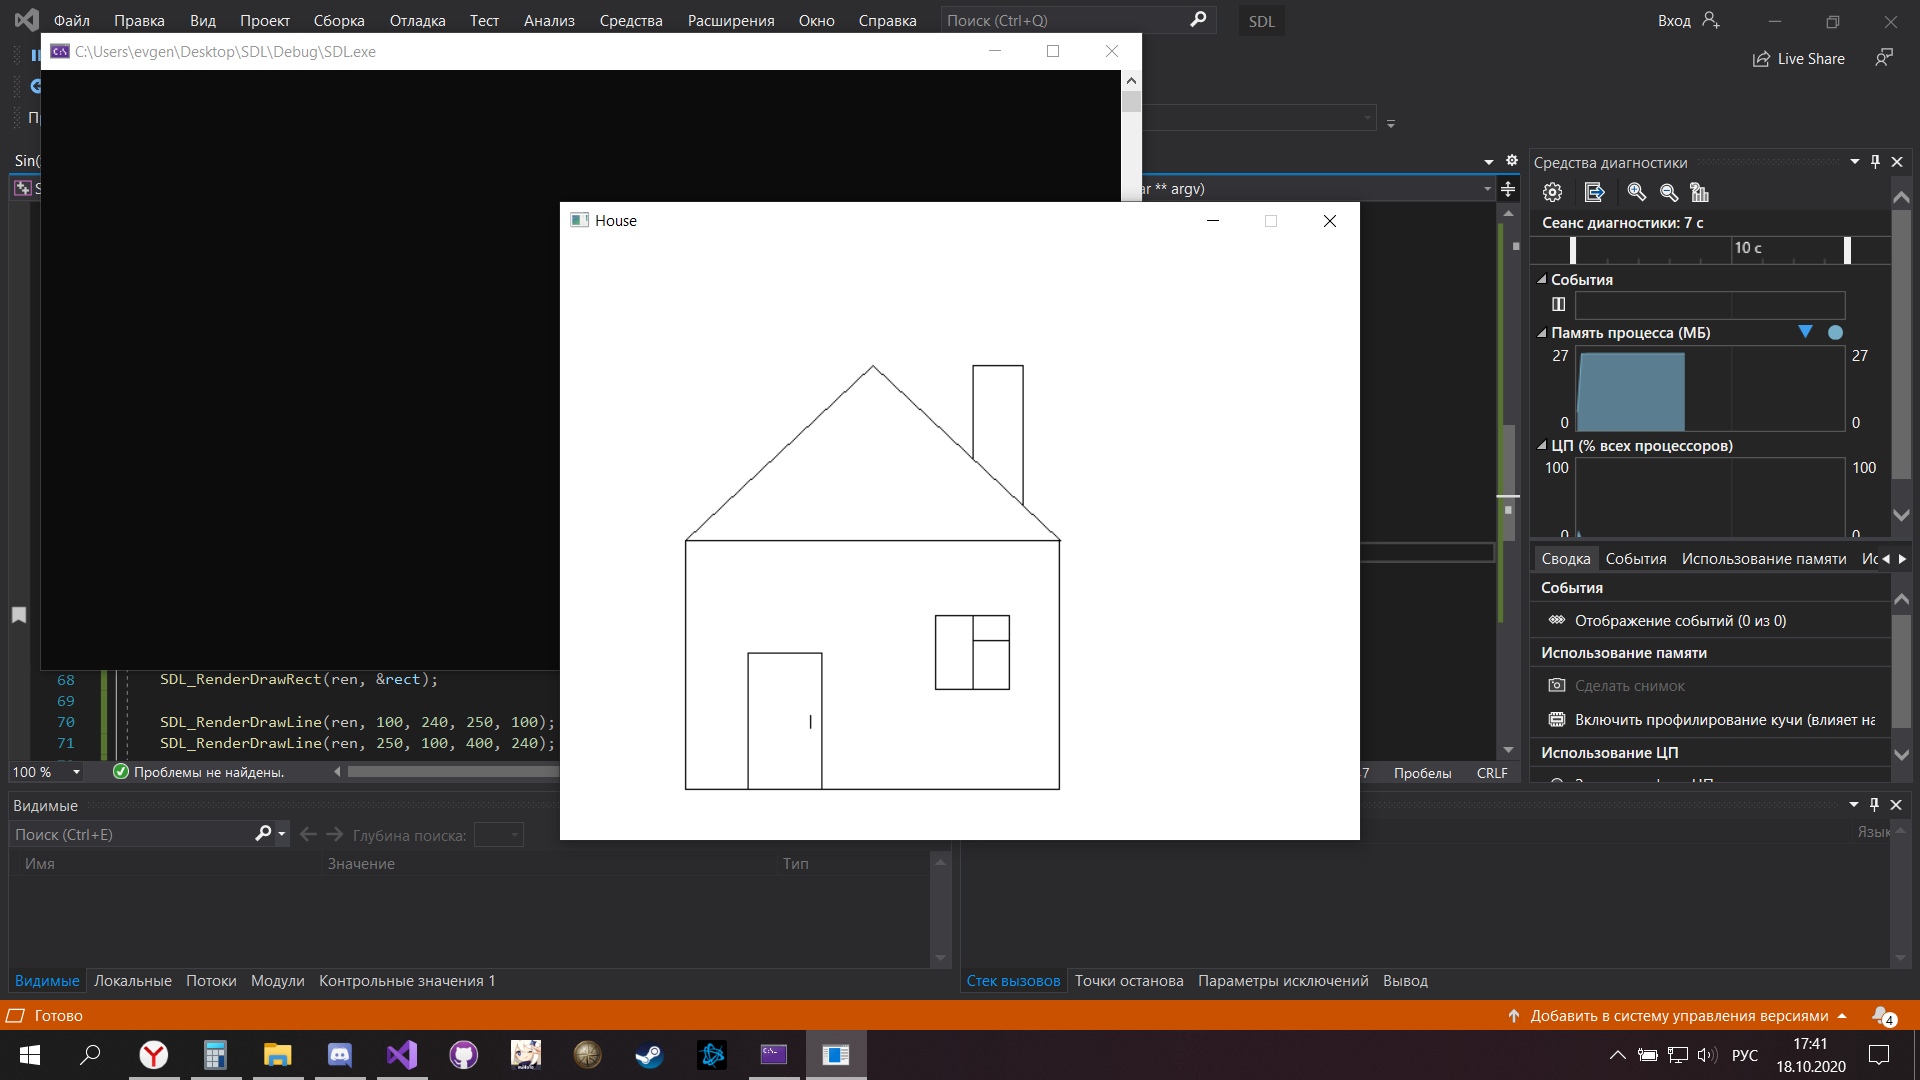 Файл Правка Вид Проект Сборка Отладка Тест Анализ Средства Расширения Окно Справка Поиск (Ctrl+Q) SDL Вход
C:\Users\evgen\Desktop\SDL\Debug\SDL.exe
Live Share
Sin(
ar ** argv)
House
Средства диагностики
Сеанс диагностики: 7 с
10 с
События
Память процесса (МБ)
27 27
0 0
ЦП (% всех процессоров)
100 100
0 0
Сводка События Использование памяти Ис
События
Отображение событий (0 из 0)
Использование памяти
Сделать снимок
Включить профилирование кучи (влияет на
Использование ЦП
68 SDL_RenderDrawRect(ren, &rect);
69
70 SDL_RenderDrawLine(ren, 100, 240, 250, 100);
71 SDL_RenderDrawLine(ren, 250, 100, 400, 240);
100 % Проблемы не найдены. Пробелы CRLF
Видимые
Поиск (Ctrl+E) Глубина поиска:
Имя Значение Тип
Язык
Видимые Локальные Потоки Модули Контрольные значения 1
Стек вызовов Точки останова Параметры исключений Вывод
Готово Добавить в систему управления версиями 4
РУС 17:41
18.10.2020